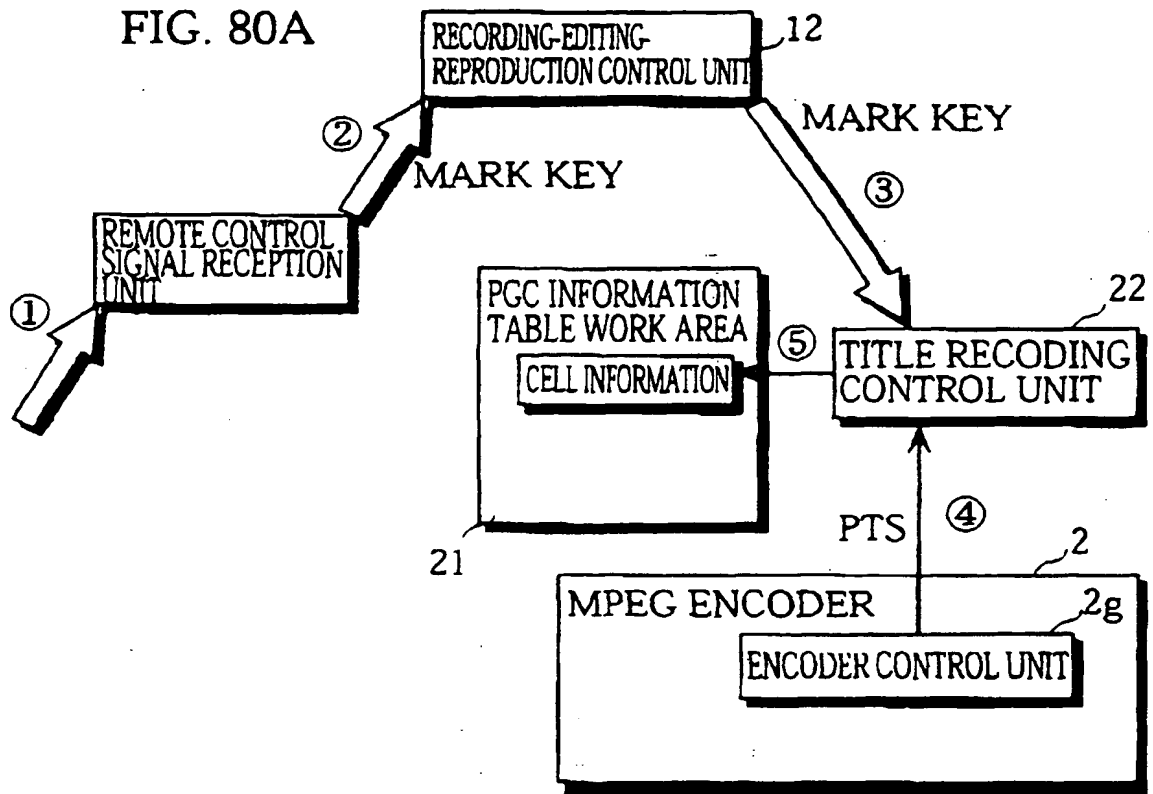 FIG. 80A
RECORDING-EDITING-
REPRODUCTION CONTROL UNIT
12
②
MARK KEY
MARK KEY
③
REMOTE CONTROL
SIGNAL RECEPTION
UNIT
①
PGC INFORMATION
TABLE WORK AREA
CELL INFORMATION
⑤
22
TITLE RECODING
CONTROL UNIT
21
PTS
④
2
MPEG ENCODER
2g
ENCODER CONTROL UNIT